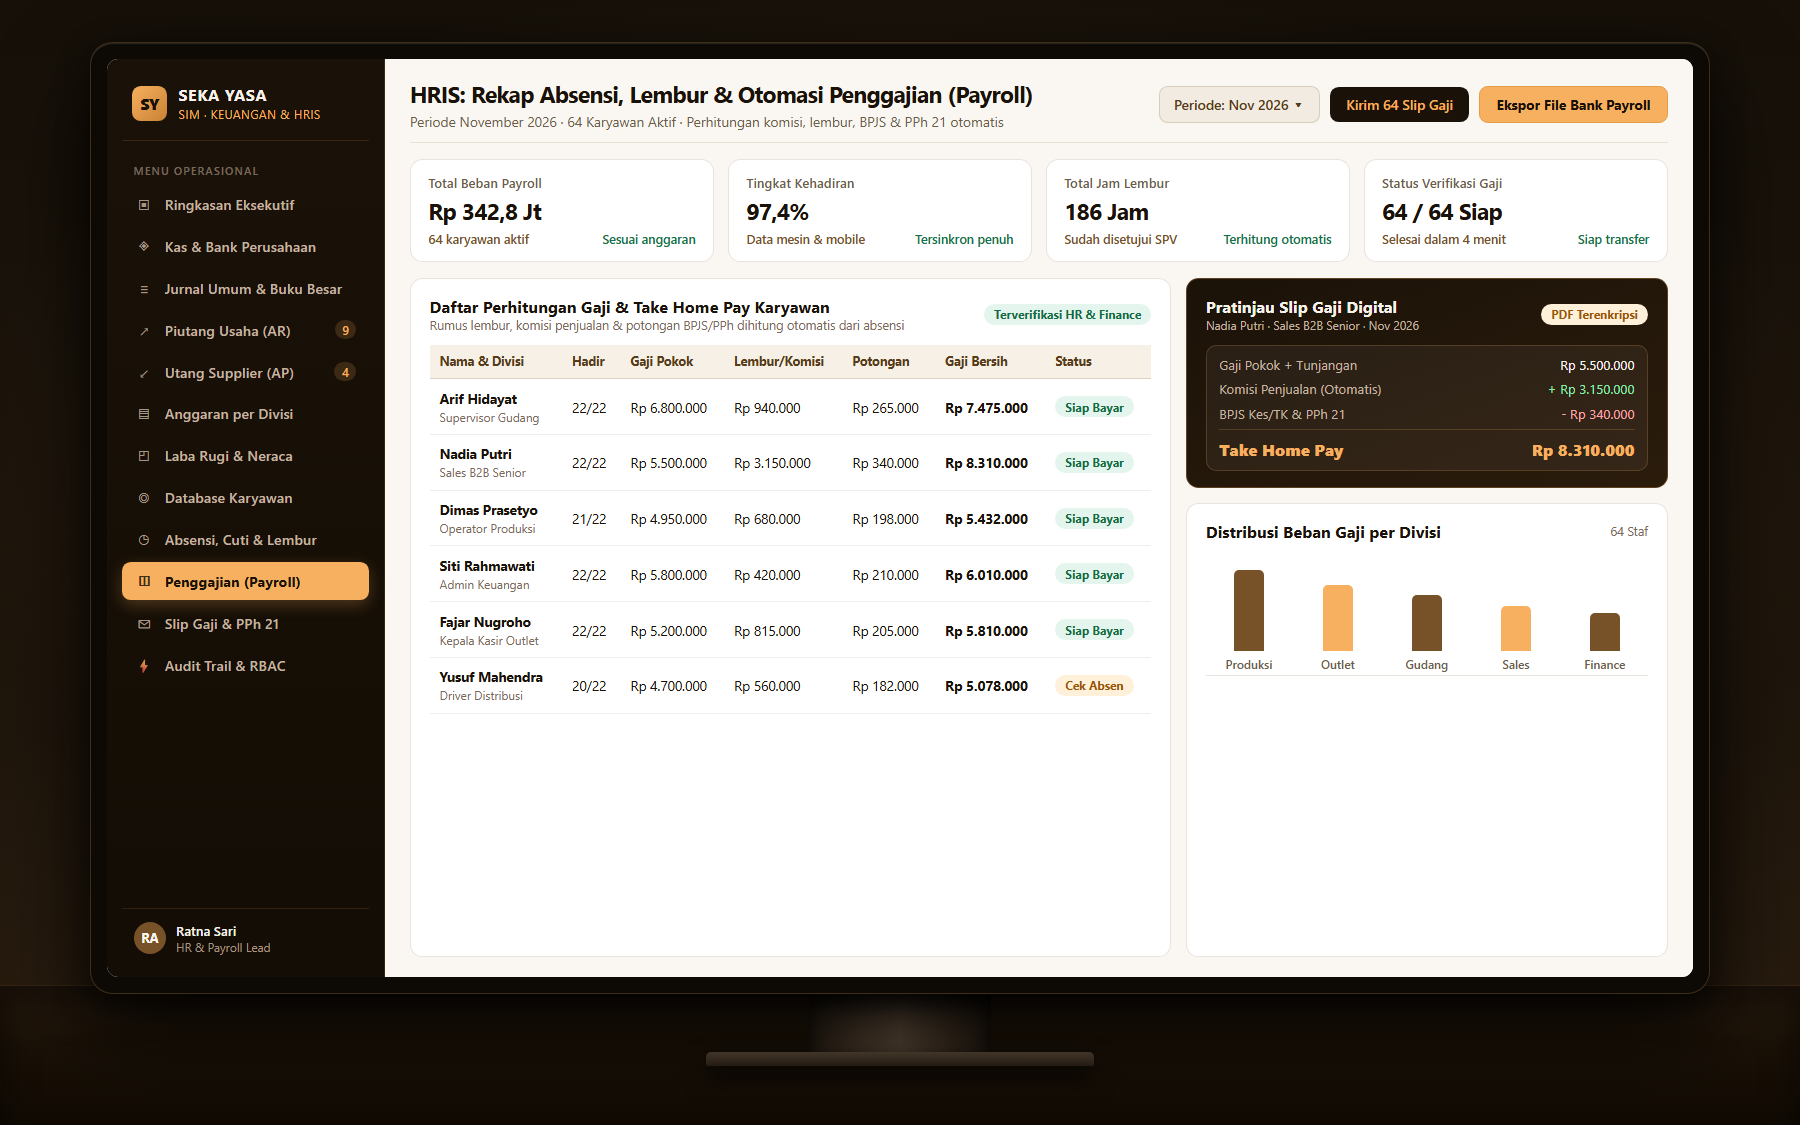 SY
SEKA YASA
SIM · KEUANGAN & HRIS
MENU OPERASIONAL
Ringkasan Eksekutif
Kas & Bank Perusahaan
Jurnal Umum & Buku Besar
Piutang Usaha (AR) 9
Utang Supplier (AP) 4
Anggaran per Divisi
Laba Rugi & Neraca
Database Karyawan
Absensi, Cuti & Lembur
Penggajian (Payroll)
Slip Gaji & PPh 21
Audit Trail & RBAC
RA
Ratna Sari
HR & Payroll Lead
HRIS: Rekap Absensi, Lembur & Otomasi Penggajian (Payroll)
Periode November 2026 · 64 Karyawan Aktif · Perhitungan komisi, lembur, BPJS & PPh 21 otomatis
Periode: Nov 2026 ▾
Kirim 64 Slip Gaji
Ekspor File Bank Payroll
Total Beban Payroll
Rp 342,8 Jt
64 karyawan aktif Sesuai anggaran
Tingkat Kehadiran
97,4%
Data mesin & mobile Tersinkron penuh
Total Jam Lembur
186 Jam
Sudah disetujui SPV Terhitung otomatis
Status Verifikasi Gaji
64 / 64 Siap
Selesai dalam 4 menit Siap transfer
Daftar Perhitungan Gaji & Take Home Pay Karyawan
Rumus lembur, komisi penjualan & potongan BPJS/PPh dihitung otomatis dari absensi
Terverifikasi HR & Finance
Nama & Divisi Hadir Gaji Pokok Lembur/Komisi Potongan Gaji Bersih Status
Arif Hidayat
Supervisor Gudang
22/22 Rp 6.800.000 Rp 940.000 Rp 265.000 Rp 7.475.000 Siap Bayar
Nadia Putri
Sales B2B Senior
22/22 Rp 5.500.000 Rp 3.150.000 Rp 340.000 Rp 8.310.000 Siap Bayar
Dimas Prasetyo
Operator Produksi
21/22 Rp 4.950.000 Rp 680.000 Rp 198.000 Rp 5.432.000 Siap Bayar
Siti Rahmawati
Admin Keuangan
22/22 Rp 5.800.000 Rp 420.000 Rp 210.000 Rp 6.010.000 Siap Bayar
Fajar Nugroho
Kepala Kasir Outlet
22/22 Rp 5.200.000 Rp 815.000 Rp 205.000 Rp 5.810.000 Siap Bayar
Yusuf Mahendra
Driver Distribusi
20/22 Rp 4.700.000 Rp 560.000 Rp 182.000 Rp 5.078.000 Cek Absen
Pratinjau Slip Gaji Digital
Nadia Putri · Sales B2B Senior · Nov 2026
PDF Terenkripsi
Gaji Pokok + Tunjangan Rp 5.500.000
Komisi Penjualan (Otomatis) + Rp 3.150.000
BPJS Kes/TK & PPh 21 - Rp 340.000
Take Home Pay Rp 8.310.000
Distribusi Beban Gaji per Divisi 64 Staf
Produksi Outlet Gudang Sales Finance